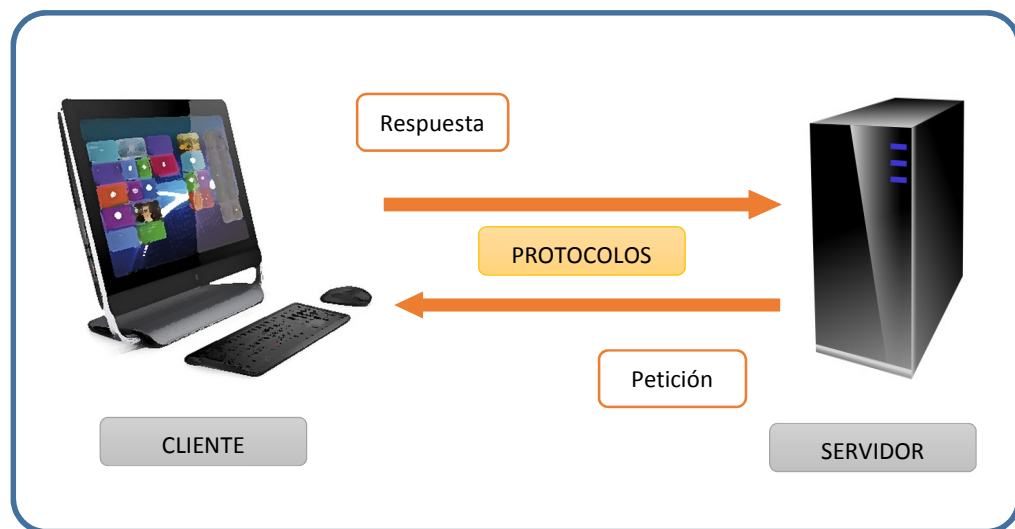 Respuesta
PROTOCOLOS
Petición
CLIENTE
SERVIDOR